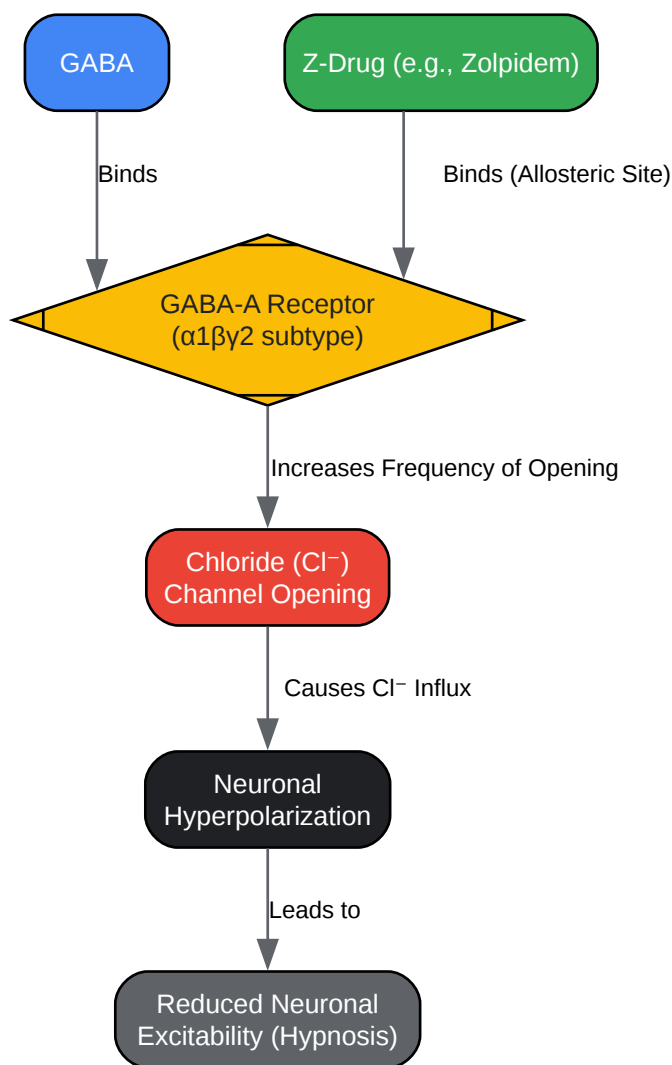 GABA
Z-Drug (e.g., Zolpidem)
Binds
Binds (Allosteric Site)
GABA-A Receptor
(α1βγ2 subtype)
Increases Frequency of Opening
Chloride (Cl⁻)
Channel Opening
Causes Cl⁻ Influx
Neuronal
Hyperpolarization
Leads to
Reduced Neuronal
Excitability (Hypnosis)